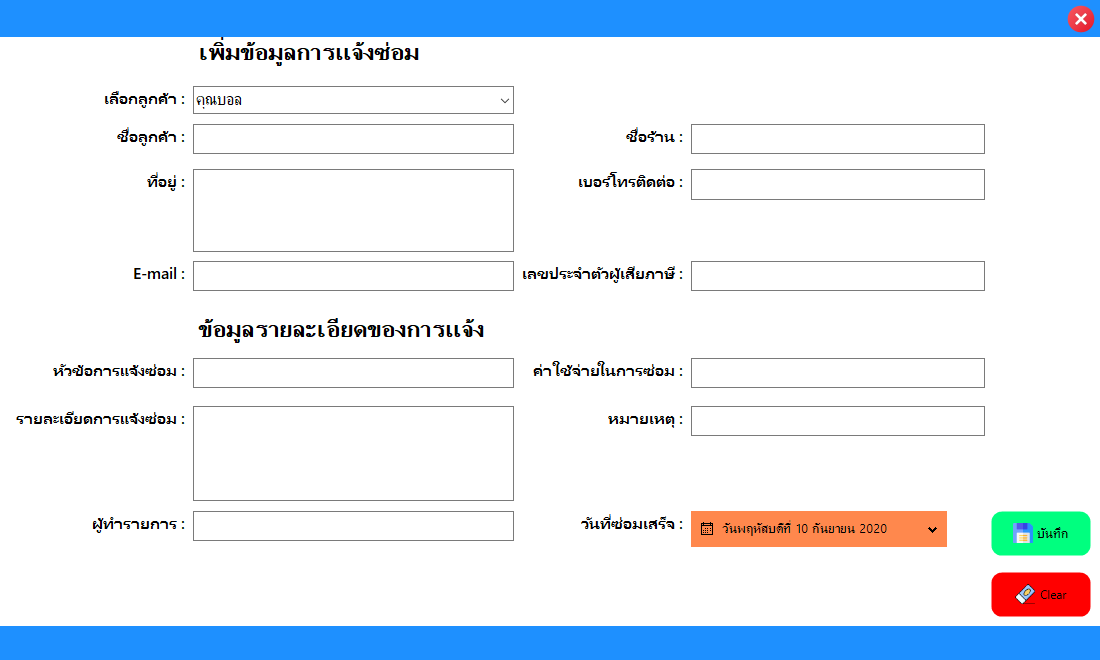 เพิ่มข้อมูลการแจ้งซ่อม
เลือกลูกค้า : คุณบอล
ชื่อลูกค้า : ชื่อร้าน :
ที่อยู่ : เบอร์โทรติดต่อ :
E-mail : เลขประจำตัวผู้เสียภาษี :
ข้อมูลรายละเอียดของการแจ้ง
หัวข้อการแจ้งซ่อม : ค่าใช้จ่ายในการซ่อม :
รายละเอียดการแจ้งซ่อม : หมายเหตุ :
ผู้ทำรายการ : วันที่ซ่อมเสร็จ : วันพฤหัสบดีที่ 10 กันยายน 2020 บันทึก
Clear